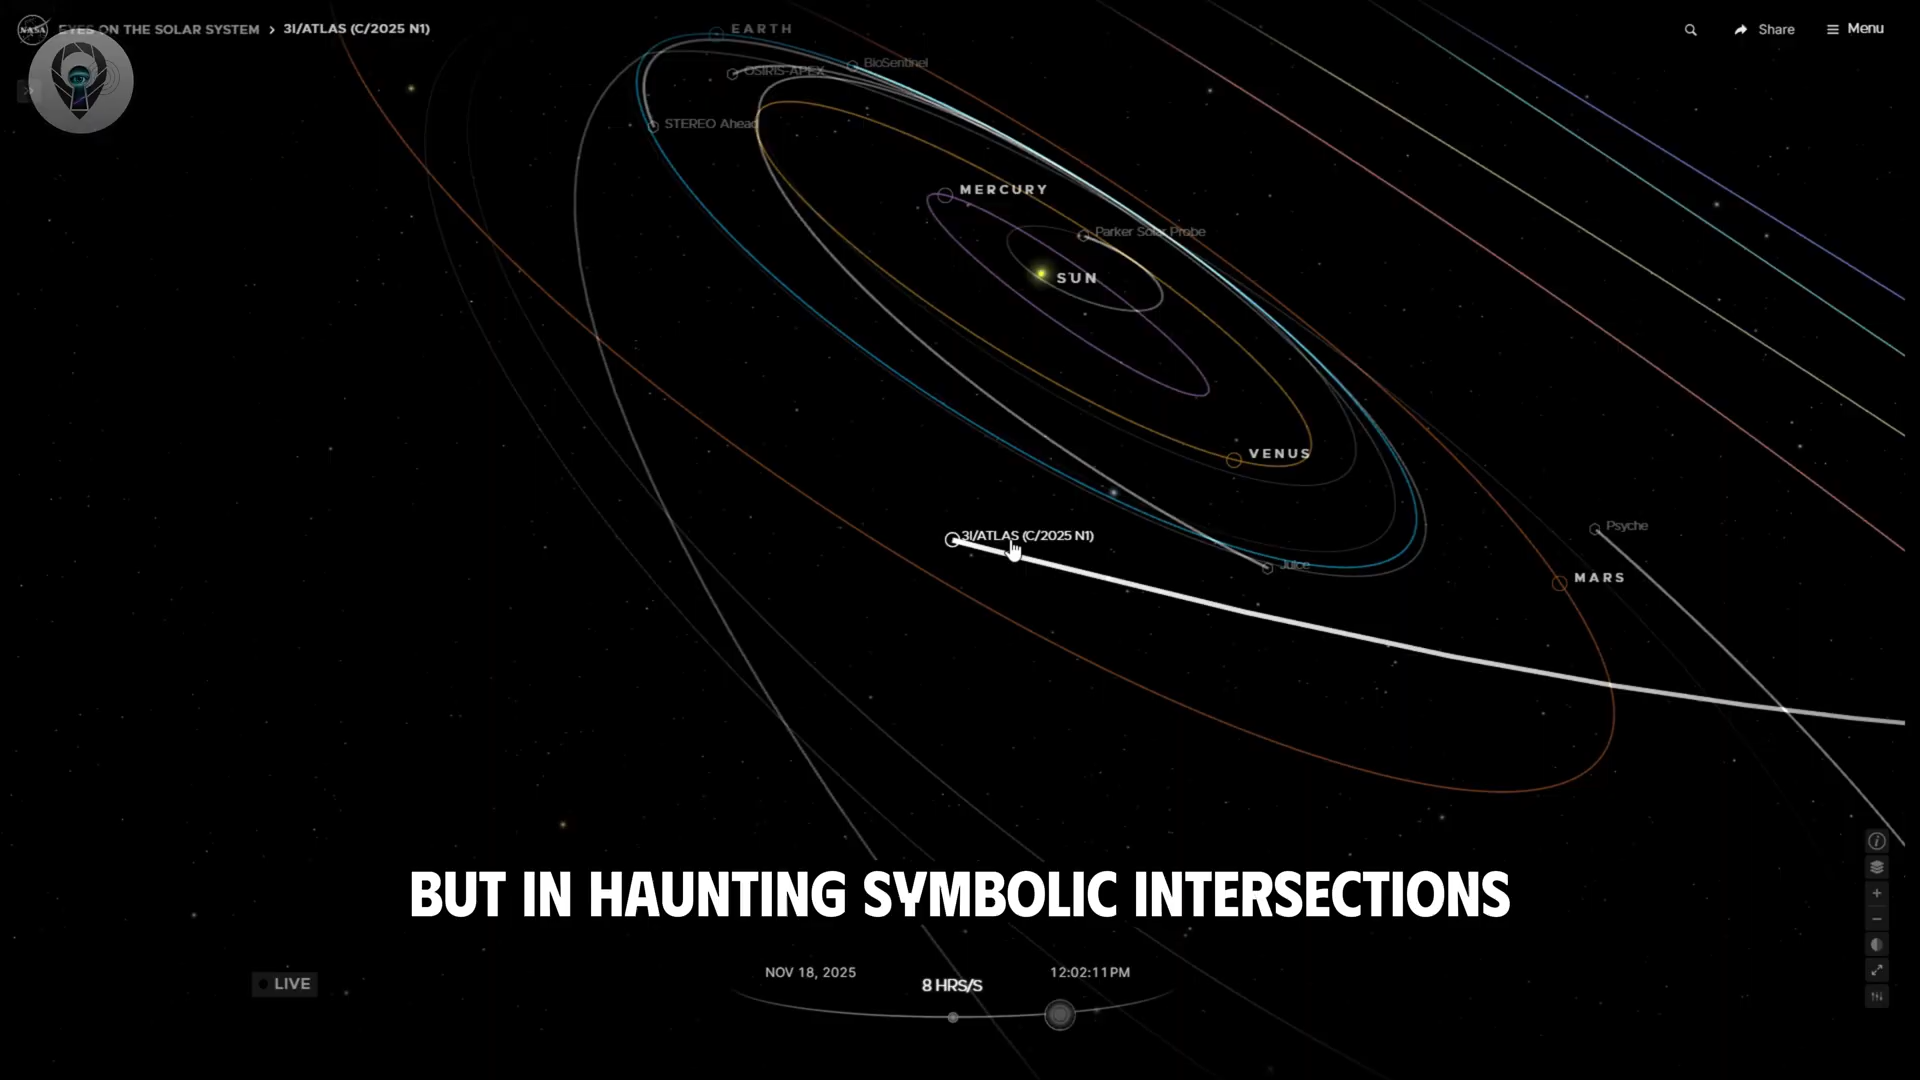 NASA EYES ON THE SOLAR SYSTEM > 3I/ATLAS (C/2025 N1)
Share
Menu
EARTH
BioSentinel
OSIRIS-APEX
STEREO Ahead
MERCURY
Parker Solar Probe
SUN
VENUS
3I/ATLAS (C/2025 N1)
Psyche
Juice
MARS
BUT IN HAUNTING SYMBOLIC INTERSECTIONS
NOV 18, 2025
12:02:11 PM
LIVE
8 HRS/S